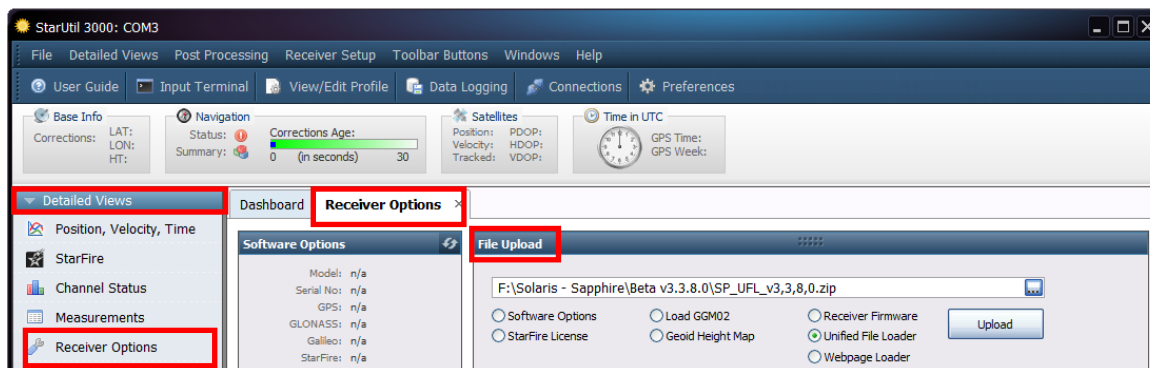 StarUtil 3000: COM3
File Detailed Views Post Processing Receiver Setup Toolbar Buttons Windows Help
User Guide Input Terminal View/Edit Profile Data Logging Connections Preferences
Base Info
Corrections: LAT:
LON:
HT:
Navigation
Status:
Summary:
Corrections Age:
0 (in seconds) 30
Satellites
Position: PDOP:
Velocity: HDOP:
Tracked: VDOP:
Time in UTC
GPS Time:
GPS Week:
Detailed Views
Position, Velocity, Time
StarFire
Channel Status
Measurements
Receiver Options
Dashboard Receiver Options ×
Software Options
Model: n/a
Serial No: n/a
GPS: n/a
GLONASS: n/a
Galileo: n/a
StarFire: n/a
File Upload
F:\Solaris - Sapphire\Beta v3.3.8.0\SP_UFL_v3,3,8,0.zip ...
Software Options Load GGM02 Receiver Firmware
StarFire License Geoid Height Map Unified File Loader
Webpage Loader
Upload